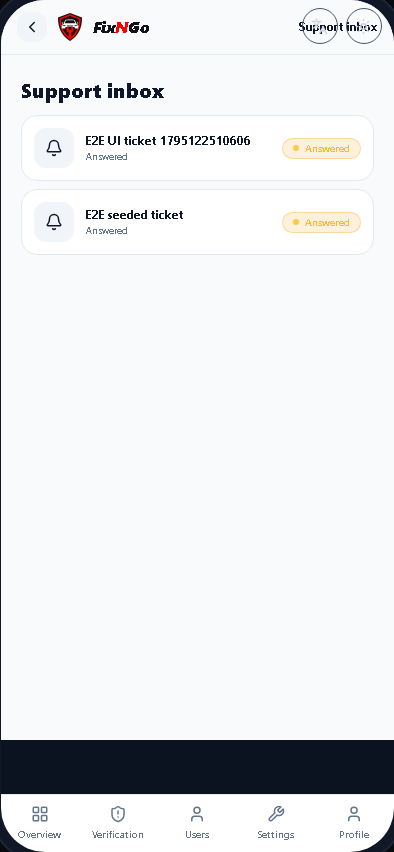 FixNGo
Support inbox
Support inbox
E2E UI ticket 1795122510606
Answered
Answered
E2E seeded ticket
Answered
Answered
Overview
Verification
Users
Settings
Profile